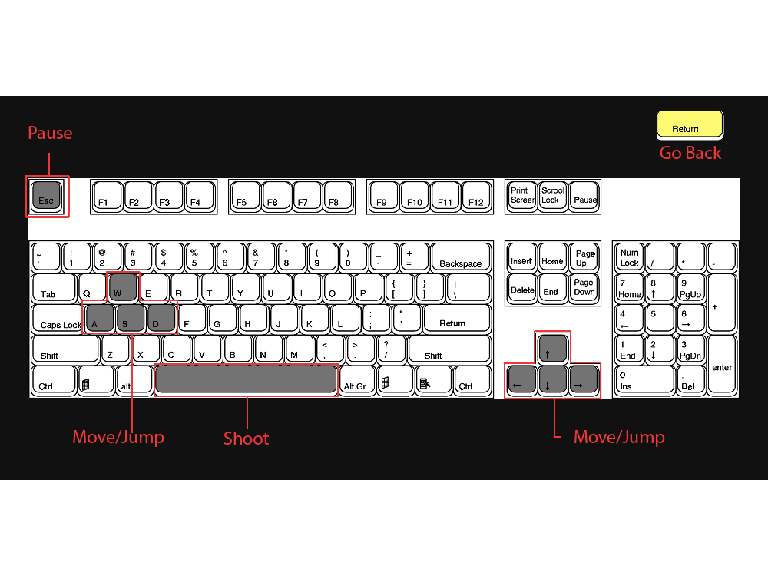 Pause
Return
Go Back
Esc F1 F2 F3 F4 F5 F6 F7 F8 F9 F10 F11 F12
Print Screen Scrool Lock Pause
1 @ 2 # 3 $ 4 % 5 ^ 6 & 7 * 8 ( 9 ) 0 - + = Backspace
Insert Home Page Up
Num Lock / * -
Tab Q W E R T Y U I O P { [ } ] | \
Delete End Page Down
7 Home 8 ↑ 9 PgUp +
Caps Lock A S D F G H J K L : ; Return
4 ← 5 6 →
Shift Z X C V B N M < , > . ? / Shift
↑
1 End 2 ↓ 3 PgDn enter
Ctrl alt Alt Gr Ctrl
← ↓ →
0 Ins . Del
Move/Jump
Shoot
Move/Jump